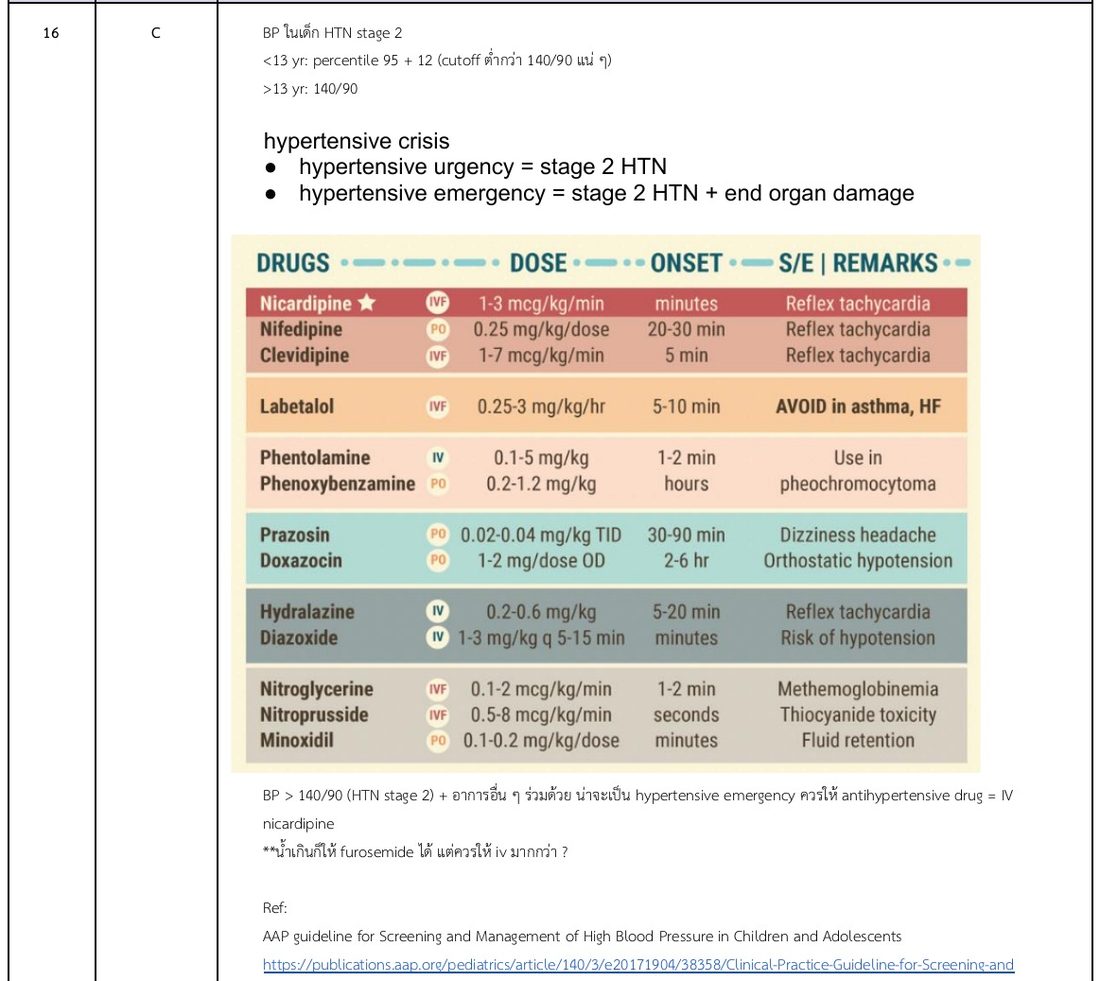 16
C
BP ในเด็ก HTN stage 2
<13 yr: percentile 95 + 12 (cutoff ต่ำกว่า 140/90 แน่ ๆ)
>13 yr: 140/90
hypertensive crisis
● hypertensive urgency = stage 2 HTN
● hypertensive emergency = stage 2 HTN + end organ damage
DRUGS DOSE ONSET S/E | REMARKS
Nicardipine ★ IVF 1-3 mcg/kg/min minutes Reflex tachycardia
Nifedipine PO 0.25 mg/kg/dose 20-30 min Reflex tachycardia
Clevidipine IVF 1-7 mcg/kg/min 5 min Reflex tachycardia
Labetalol IVF 0.25-3 mg/kg/hr 5-10 min AVOID in asthma, HF
Phentolamine IV 0.1-5 mg/kg 1-2 min Use in
Phenoxybenzamine PO 0.2-1.2 mg/kg hours pheochromocytoma
Prazosin PO 0.02-0.04 mg/kg TID 30-90 min Dizziness headache
Doxazocin PO 1-2 mg/dose OD 2-6 hr Orthostatic hypotension
Hydralazine IV 0.2-0.6 mg/kg 5-20 min Reflex tachycardia
Diazoxide IV 1-3 mg/kg q 5-15 min minutes Risk of hypotension
Nitroglycerine IVF 0.1-2 mcg/kg/min 1-2 min Methemoglobinemia
Nitroprusside IVF 0.5-8 mcg/kg/min seconds Thiocyanide toxicity
Minoxidil PO 0.1-0.2 mg/kg/dose minutes Fluid retention
BP > 140/90 (HTN stage 2) + อาการอื่น ๆ ร่วมด้วย น่าจะเป็น hypertensive emergency ควรให้ antihypertensive drug = IV
nicardipine
**น้ำเกินก็ให้ furosemide ได้ แต่ควรให้ iv มากกว่า ?
Ref:
AAP guideline for Screening and Management of High Blood Pressure in Children and Adolescents
https://publications.aap.org/pediatrics/article/140/3/e20171904/38358/Clinical-Practice-Guideline-for-Screening-and